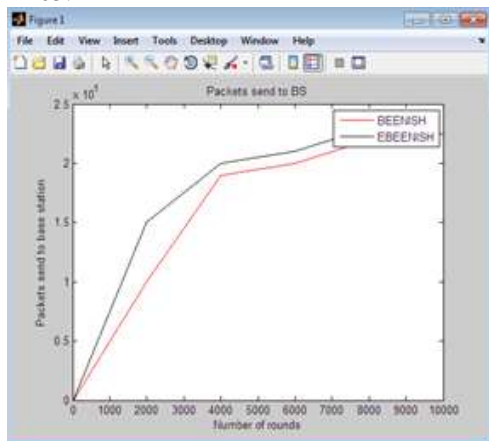 Figure 1
File Edit View Insert Tools Desktop Window Help
Packets send to BS
2.5
2
1.5
1
0.5
0
Packets send to base station
BEENISH
EBEENISH
0 1000 2000 3000 4000 5000 6000 7000 8000 9000 10000
Number of rounds